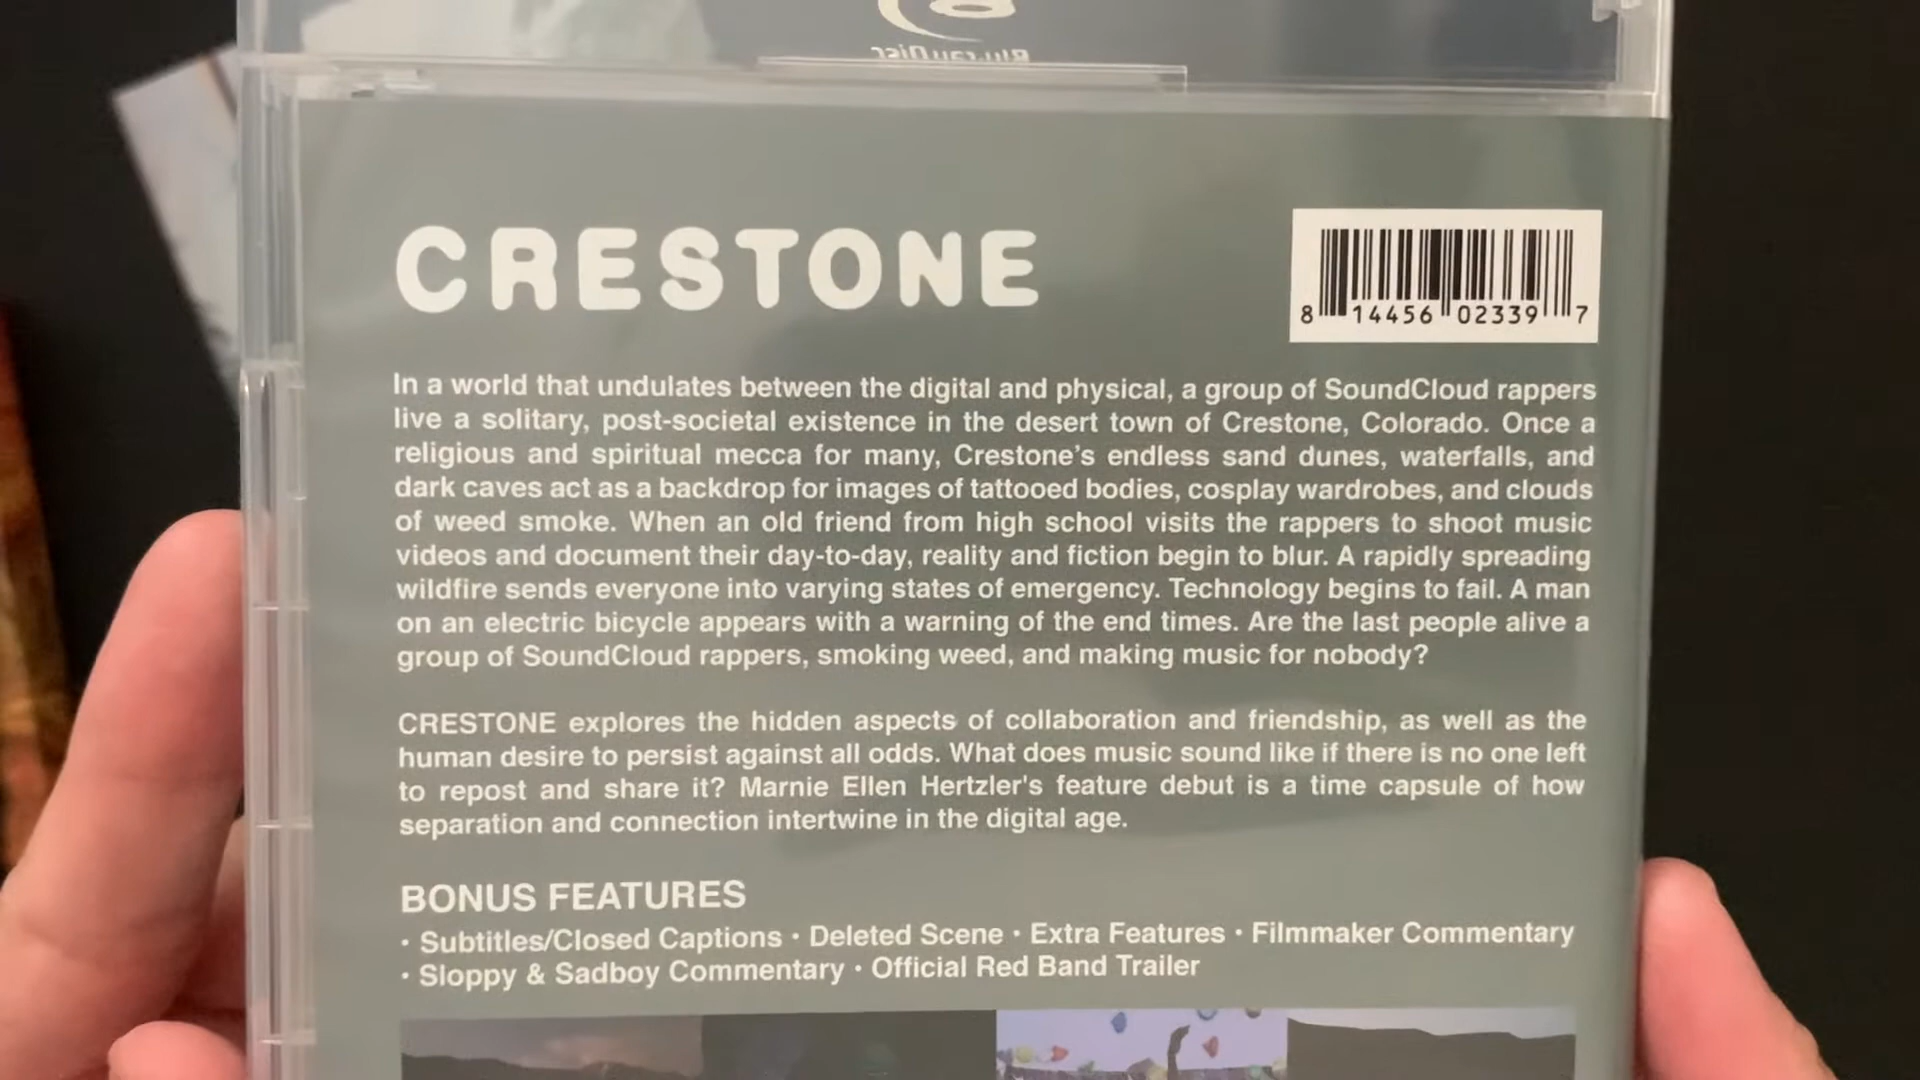 Blu-ray Disc
CRESTONE
8 14456 02339 7
In a world that undulates between the digital and physical, a group of SoundCloud rappers
live a solitary, post-societal existence in the desert town of Crestone, Colorado. Once a
religious and spiritual mecca for many, Crestone's endless sand dunes, waterfalls, and
dark caves act as a backdrop for images of tattooed bodies, cosplay wardrobes, and clouds
of weed smoke. When an old friend from high school visits the rappers to shoot music
videos and document their day-to-day, reality and fiction begin to blur. A rapidly spreading
wildfire sends everyone into varying states of emergency. Technology begins to fail. A man
on an electric bicycle appears with a warning of the end times. Are the last people alive a
group of SoundCloud rappers, smoking weed, and making music for nobody?
CRESTONE explores the hidden aspects of collaboration and friendship, as well as the
human desire to persist against all odds. What does music sound like if there is no one left
to repost and share it? Marnie Ellen Hertzler's feature debut is a time capsule of how
separation and connection intertwine in the digital age.
BONUS FEATURES
• Subtitles/Closed Captions • Deleted Scene • Extra Features • Filmmaker Commentary
• Sloppy & Sadboy Commentary • Official Red Band Trailer